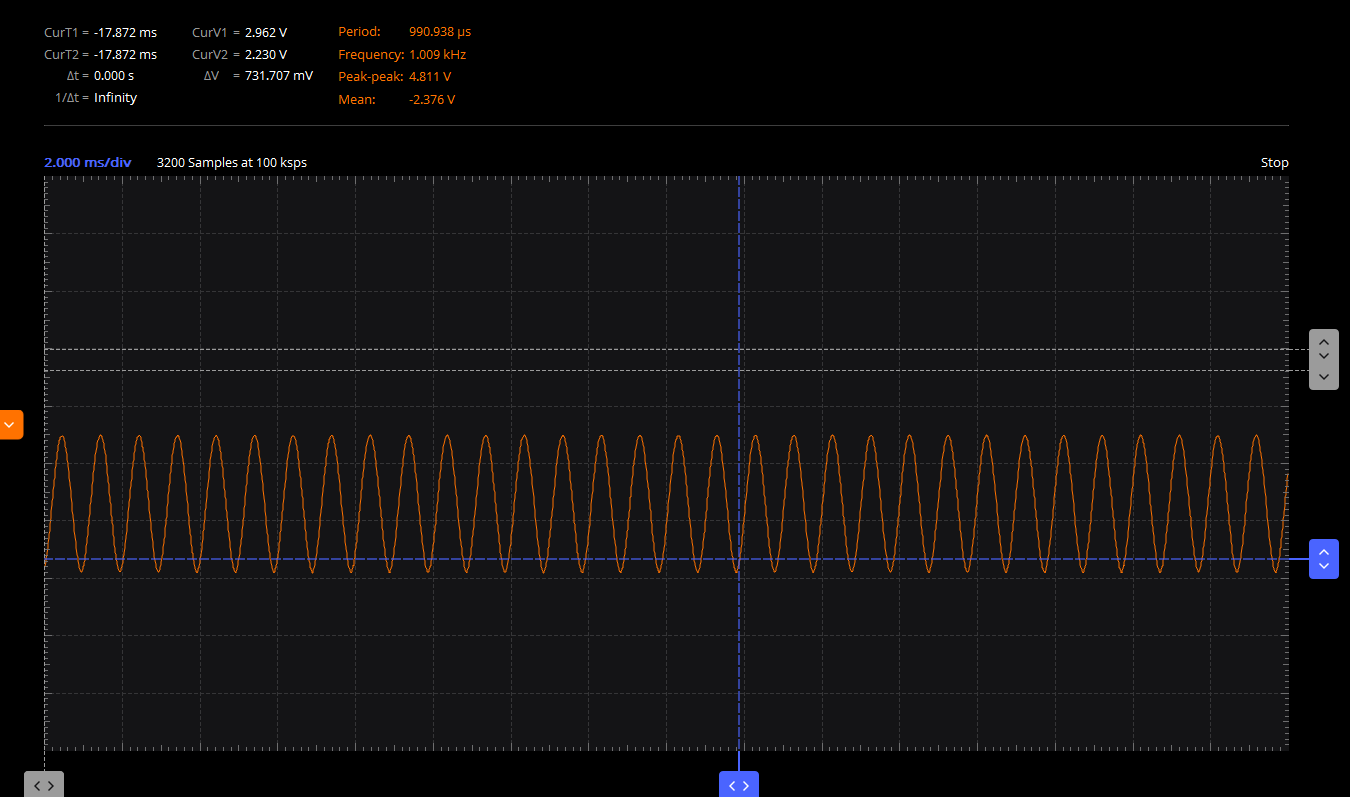 CurT1 = -17.872 ms CurV1 = 2.962 V Period: 990.938 µs
CurT2 = -17.872 ms CurV2 = 2.230 V Frequency: 1.009 kHz
Δt = 0.000 s ΔV = 731.707 mV Peak-peak: 4.811 V
1/Δt = Infinity Mean: -2.376 V
2.000 ms/div 3200 Samples at 100 ksps Stop